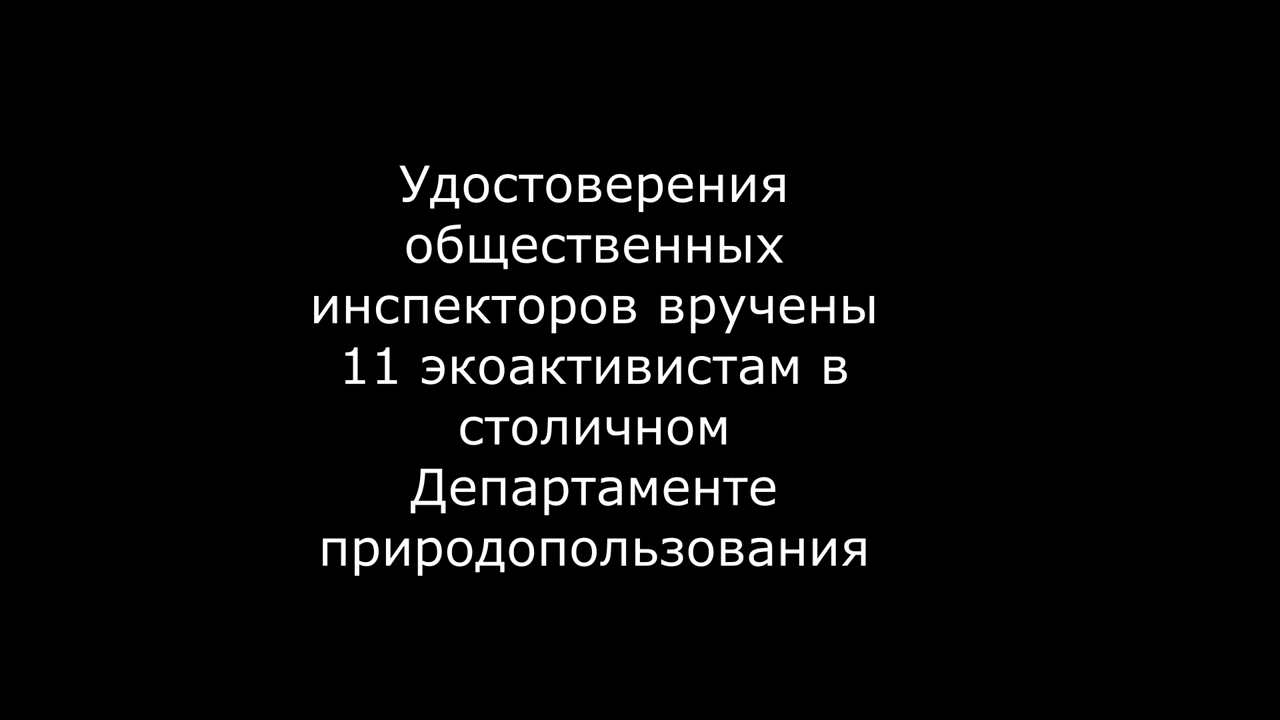 Удостоверения
общественных
инспекторов вручены
11 экоактивистам в
столичном
Департаменте
природопользования